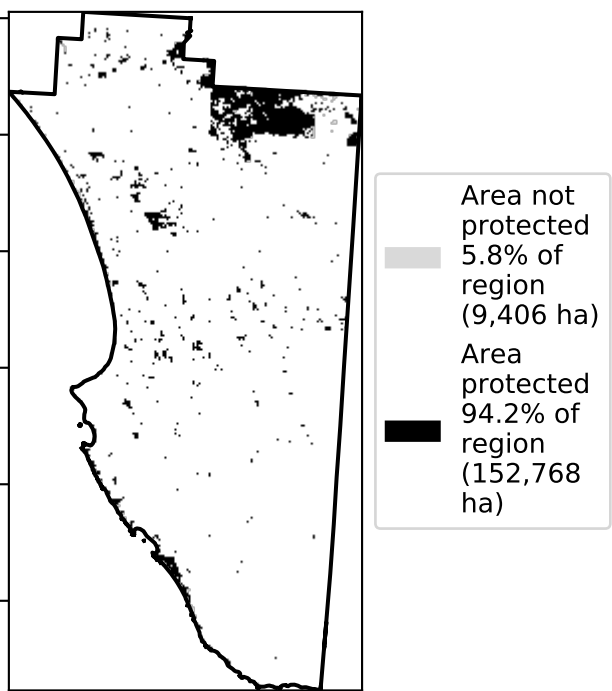 Area not
protected
5.8% of
region
(9,406 ha)
Area
protected
94.2% of
region
(152,768
ha)